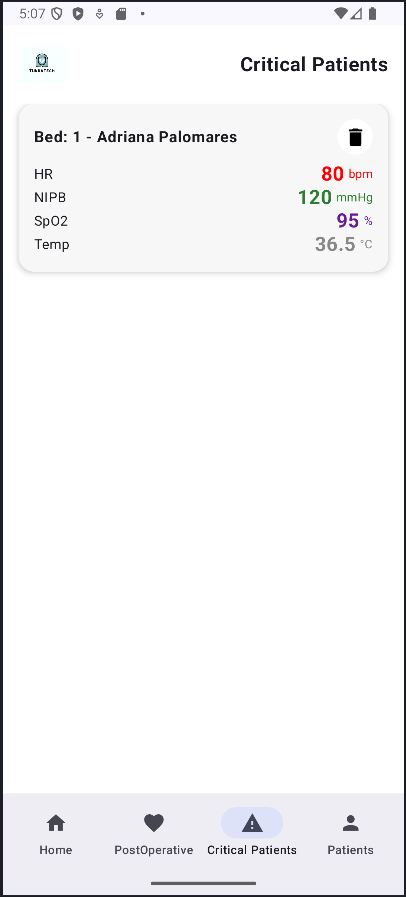 5:07
TUKUNTECH
Critical Patients
Bed: 1 - Adriana Palomares
HR 80 bpm
NIPB 120 mmHg
SpO2 95 %
Temp 36.5 °C
Home PostOperative Critical Patients Patients